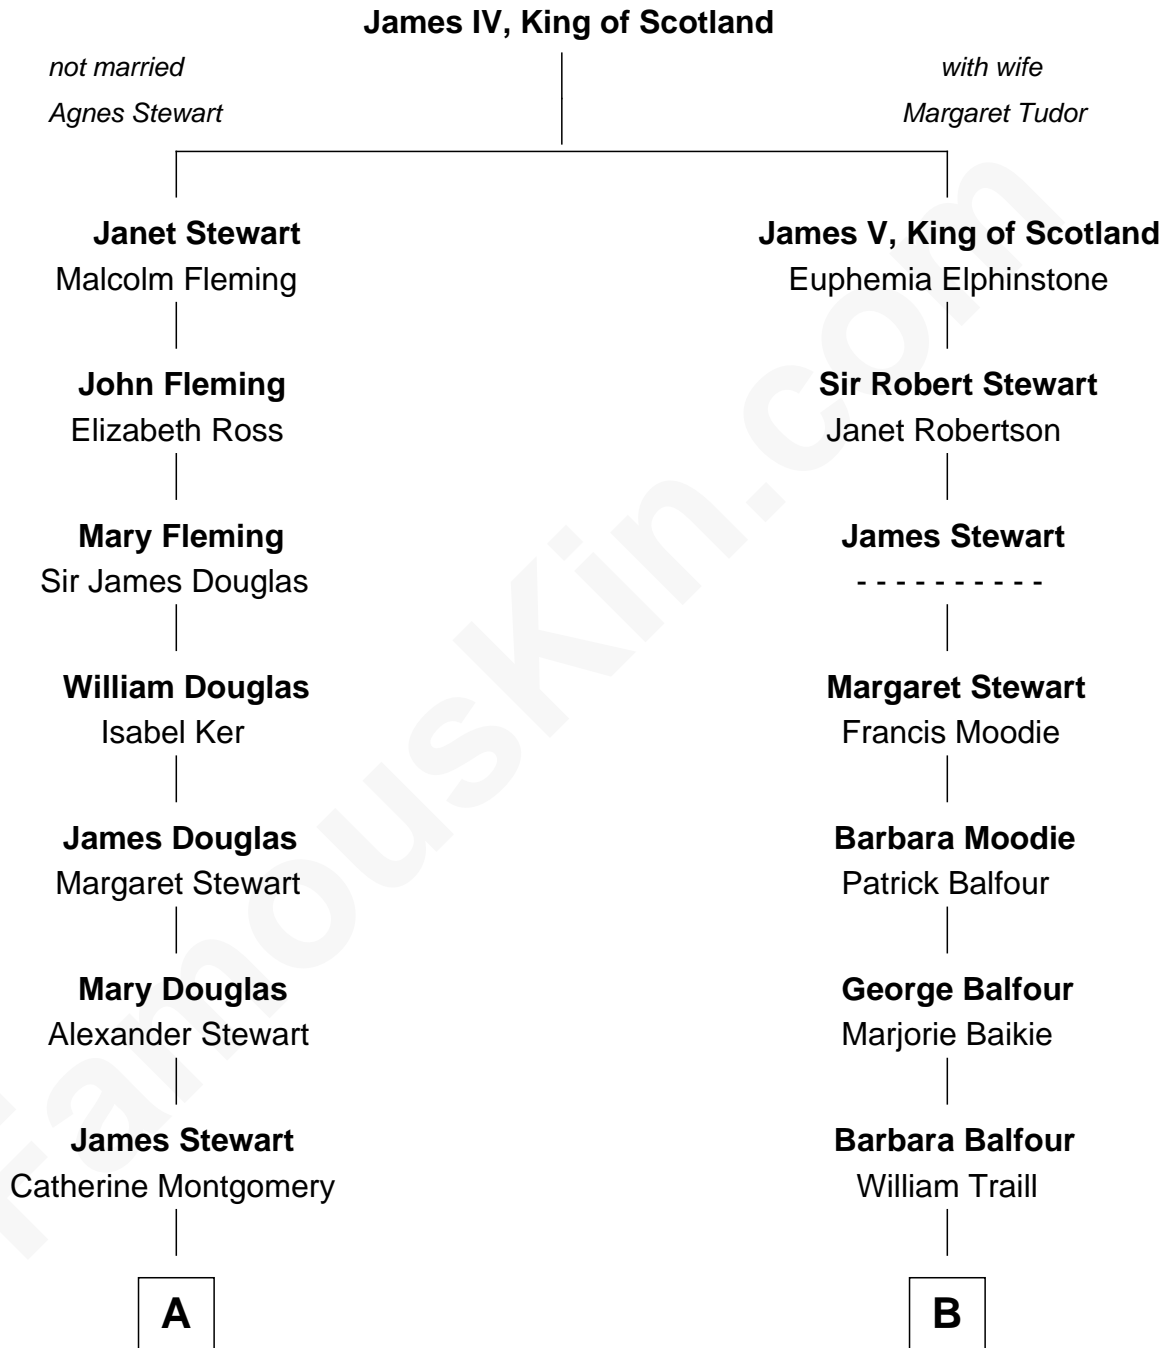 James IV, King of Scotland
not married
Agnes Stewart
with wife
Margaret Tudor
Janet Stewart
Malcolm Fleming
James V, King of Scotland
Euphemia Elphinstone
John Fleming
Elizabeth Ross
Sir Robert Stewart
Janet Robertson
Mary Fleming
Sir James Douglas
James Stewart
- - - - - - - - - -
William Douglas
Isabel Ker
Margaret Stewart
Francis Moodie
James Douglas
Margaret Stewart
Barbara Moodie
Patrick Balfour
Mary Douglas
Alexander Stewart
George Balfour
Marjorie Baikie
James Stewart
Catherine Montgomery
Barbara Balfour
William Traill
A
B
FamousKin.com